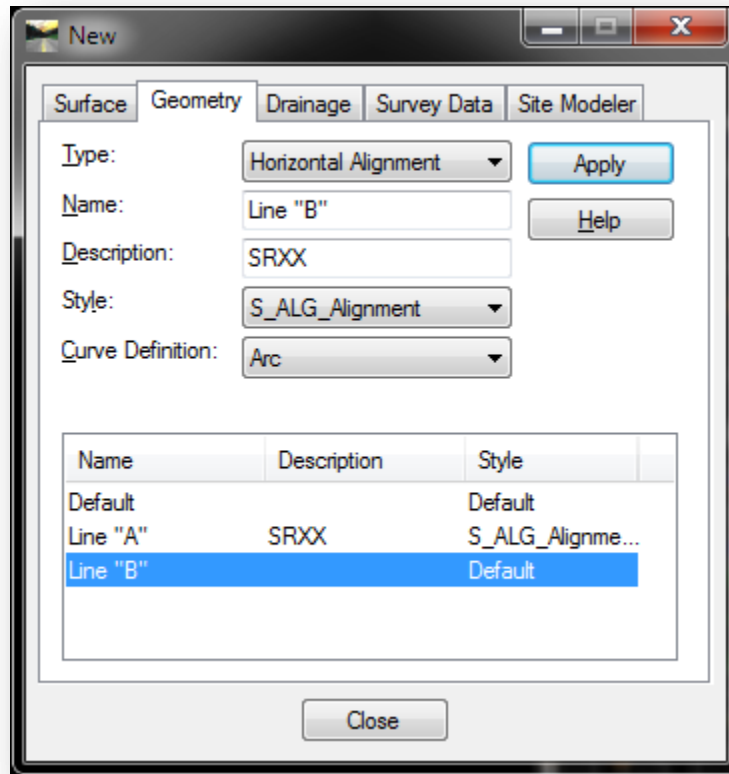 New
Surface Geometry Drainage Survey Data Site Modeler
Type: Horizontal Alignment Apply
Name: Line "B" Help
Description: SRXX
Style: S_ALG_Alignment
Curve Definition: Arc
Name Description Style
Default Default
Line "A" SRXX S_ALG_Alignme...
Line "B" Default
Close